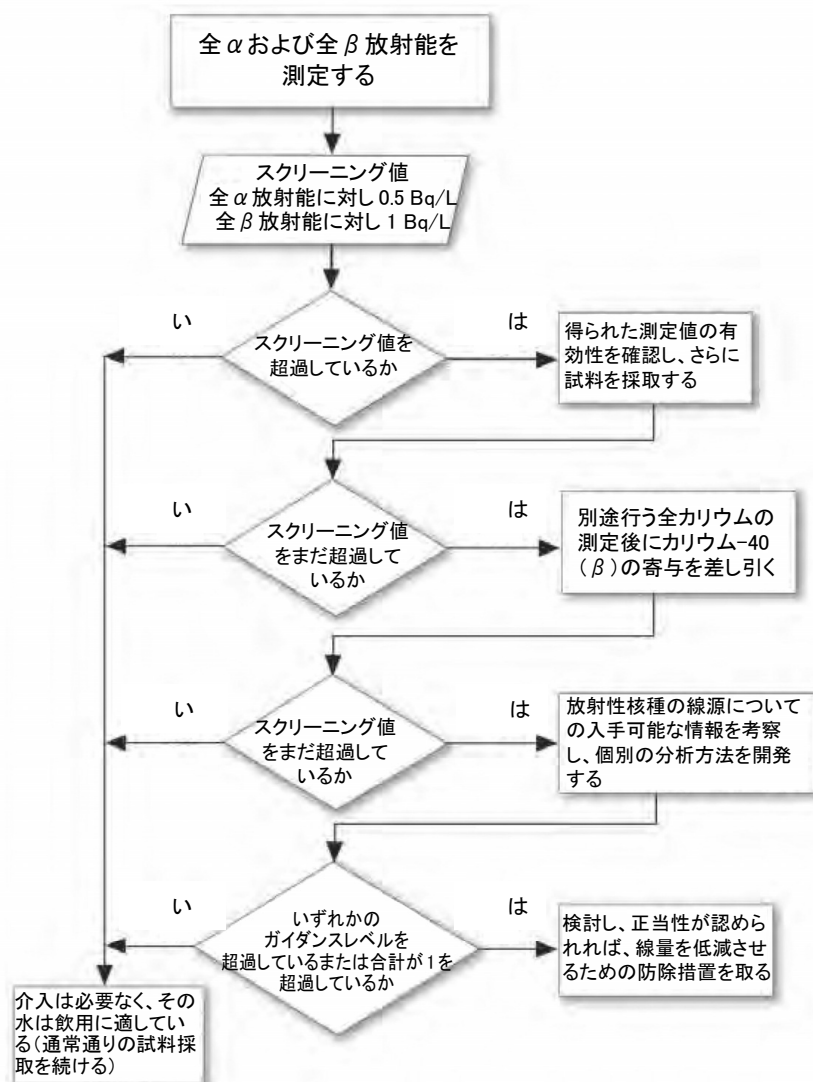 全αおよび全β放射能を
測定する
スクリーニング値
全α放射能に対し 0.5 Bq/L
全β放射能に対し 1 Bq/L
い
は
スクリーニング値を
超過しているか
得られた測定値の有
効性を確認し、さらに
試料を採取する
い
は
スクリーニング値
をまだ超過して
いるか
別途行う全カリウムの
測定後にカリウム-40
(β)の寄与を差し引く
い
は
スクリーニング値
をまだ超過して
いるか
放射性核種の線源について
の入手可能な情報を考察
し、個別の分析方法を開発
する
い
は
いずれかの
ガイダンスレベルを
超過しているまたは合計が1を
超過しているか
検討し、正当性が認めら
れれば、線量を低減させ
るための防除措置を取る
介入は必要なく、その
水は飲用に適してい
る(通常通りの試料採
取を続ける)